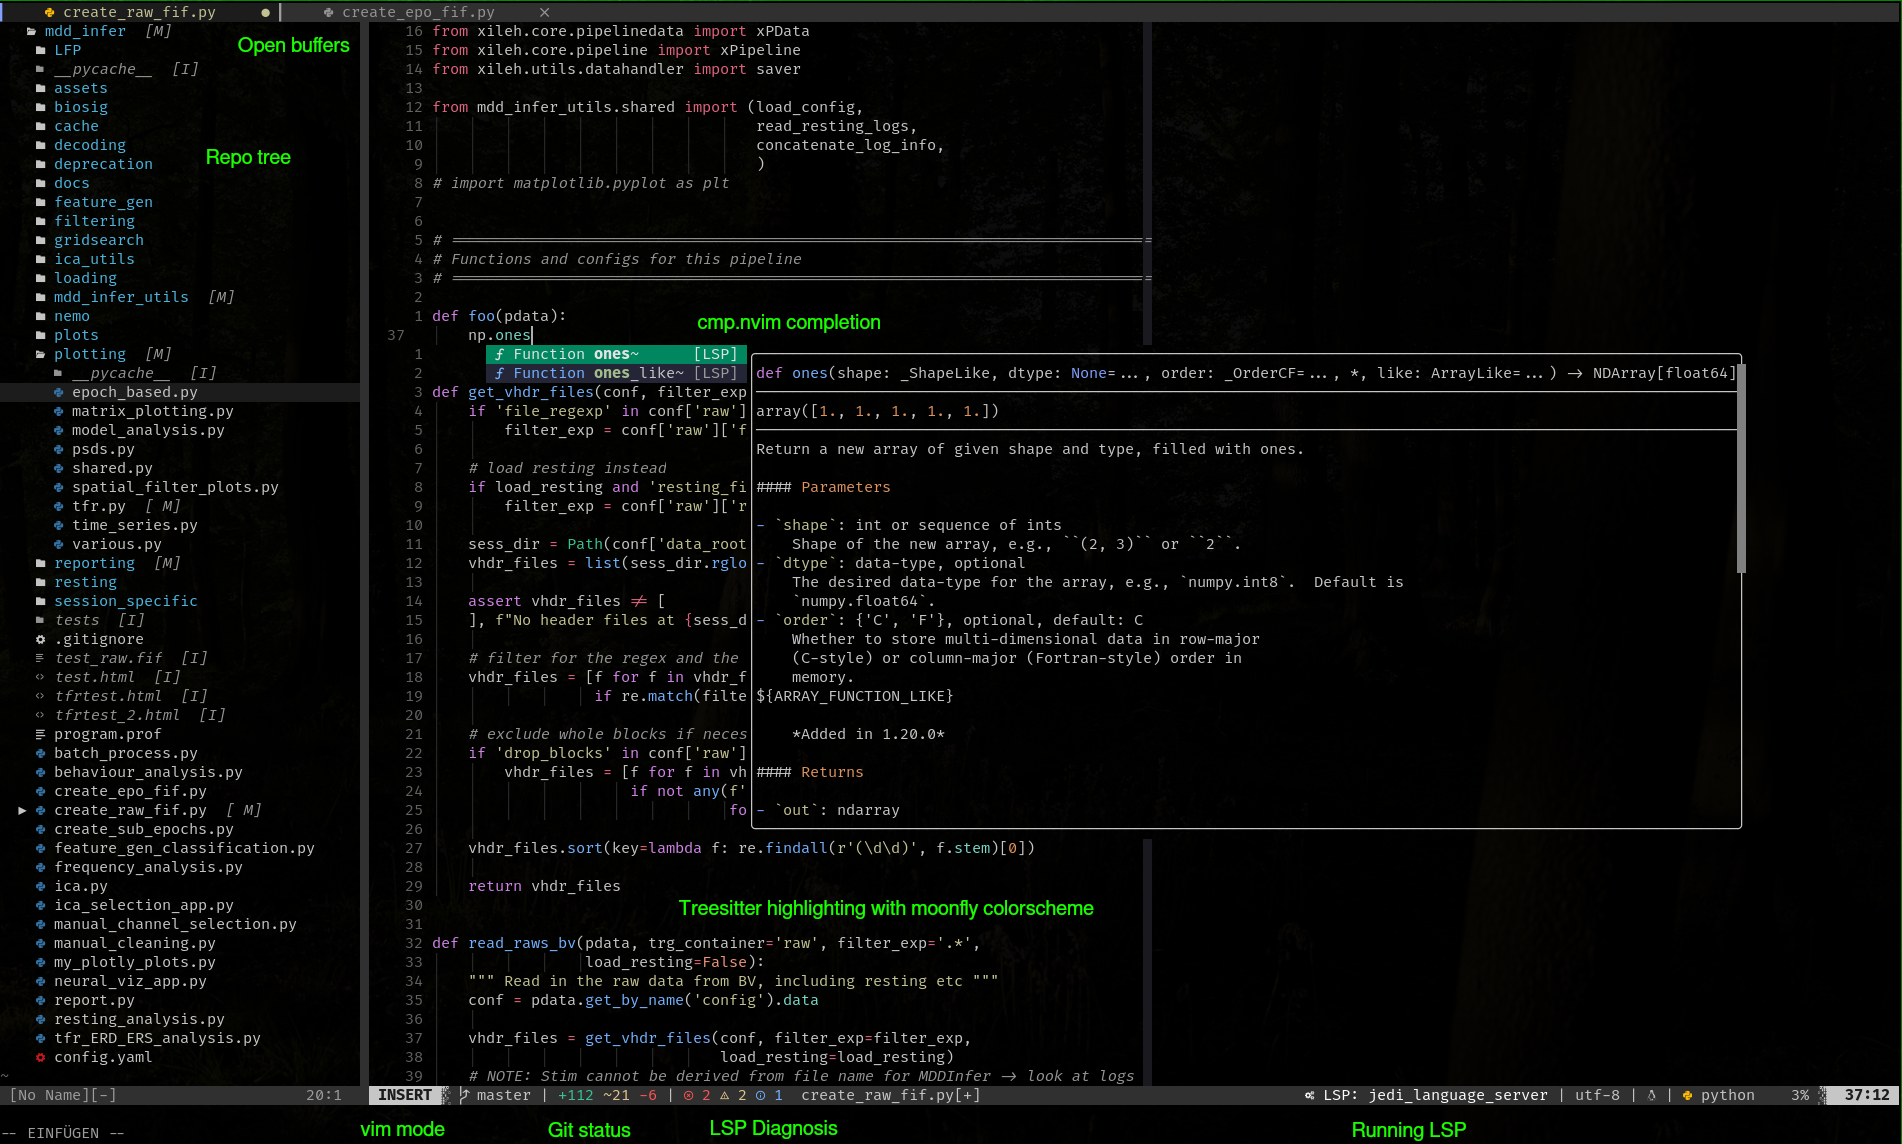 create_raw_fif.py ● create_epo_fif.py ✕
mdd_infer [M]
Open buffers
LFP
__pycache__ [I]
assets
biosig
cache
decoding
Repo tree
deprecation
docs
feature_gen
filtering
gridsearch
ica_utils
loading
mdd_infer_utils [M]
nemo
plots
plotting [M]
__pycache__ [I]
epoch_based.py
matrix_plotting.py
model_analysis.py
psds.py
shared.py
spatial_filter_plots.py
tfr.py [ M]
time_series.py
various.py
reporting [M]
resting
session_specific
tests [I]
.gitignore
test_raw.fif [I]
test.html [I]
tfrtest.html [I]
tfrtest_2.html [I]
program.prof
batch_process.py
behaviour_analysis.py
create_epo_fif.py
▶ create_raw_fif.py [ M]
create_sub_epochs.py
feature_gen_classification.py
frequency_analysis.py
ica.py
ica_selection_app.py
manual_channel_selection.py
manual_cleaning.py
my_plotly_plots.py
neural_viz_app.py
report.py
resting_analysis.py
tfr_ERD_ERS_analysis.py
config.yaml
~
16 from xileh.core.pipelinedata import xPData
15 from xileh.core.pipeline import xPipeline
14 from xileh.utils.datahandler import saver
13
12 from mdd_infer_utils.shared import (load_config,
11 read_resting_logs,
10 concatenate_log_info,
9 )
8 # import matplotlib.pyplot as plt
7
6
5 # =============================================================================
4 # Functions and configs for this pipeline
3 # =============================================================================
2
1 def foo(pdata):
37 np.ones
cmp.nvim completion
1 ƒ Function ones~ [LSP]
2 ƒ Function ones_like~ [LSP]
3 def get_vhdr_files(conf, filter_exp
4 if 'file_regexp' in conf['raw']
5 filter_exp = conf['raw']['f
6
7 # load resting instead
8 if load_resting and 'resting_fi
9 filter_exp = conf['raw']['r
10
11 sess_dir = Path(conf['data_root
12 vhdr_files = list(sess_dir.rglo
13
14 assert vhdr_files ≠ [
15 ], f"No header files at {sess_d
16
17 # filter for the regex and the
18 vhdr_files = [f for f in vhdr_f
19 if re.match(filte
20
21 # exclude whole blocks if neces
22 if 'drop_blocks' in conf['raw']
23 vhdr_files = [f for f in vh
24 if not any(f'
25 fo
26
27 vhdr_files.sort(key=lambda f: re.findall(r'(\d\d)', f.stem)[0])
28
29 return vhdr_files
30
Treesitter highlighting with moonfly colorscheme
31
32 def read_raws_bv(pdata, trg_container='raw', filter_exp='.*',
33 load_resting=False):
34 """ Read in the raw data from BV, including resting etc """
35 conf = pdata.get_by_name('config').data
36
37 vhdr_files = get_vhdr_files(conf, filter_exp=filter_exp,
38 load_resting=load_resting)
39 # NOTE: Stim cannot be derived from file name for MDDInfer → look at logs
def ones(shape: _ShapeLike, dtype: None=..., order: _OrderCF=..., *, like: ArrayLike=...) → NDArray[float64]
array([1., 1., 1., 1., 1.])
Return a new array of given shape and type, filled with ones.
#### Parameters
- `shape`: int or sequence of ints
Shape of the new array, e.g., ``(2, 3)`` or ``2``.
- `dtype`: data-type, optional
The desired data-type for the array, e.g., `numpy.int8`. Default is
`numpy.float64`.
- `order`: {'C', 'F'}, optional, default: C
Whether to store multi-dimensional data in row-major
(C-style) or column-major (Fortran-style) order in
memory.
${ARRAY_FUNCTION_LIKE}
*Added in 1.20.0*
#### Returns
- `out`: ndarray
[No Name][-] 20:1 INSERT master | +112 ~21 -6 | 2 2 1 create_raw_fif.py[+] LSP: jedi_language_server | utf-8 | | python 3% 37:12
-- EINFÜGEN --
vim mode
Git status
LSP Diagnosis
Running LSP